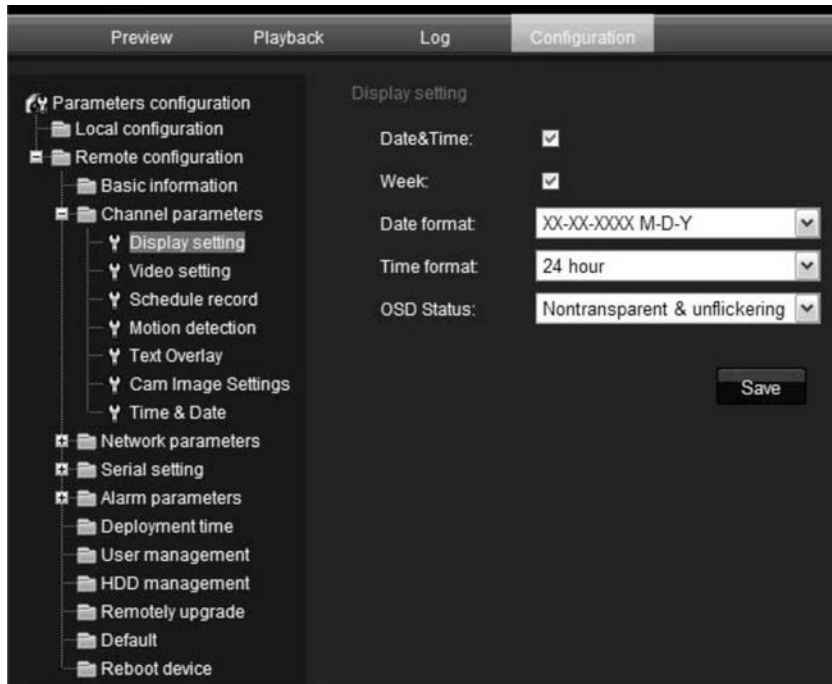 Preview Playback Log Configuration
Parameters configuration
Local configuration
Remote configuration
Basic information
Channel parameters
Display setting
Video setting
Schedule record
Motion detection
Text Overlay
Cam Image Settings
Time & Date
Network parameters
Serial setting
Alarm parameters
Deployment time
User management
HDD management
Remotely upgrade
Default
Reboot device
Display setting
Date&Time:
Week:
Date format: XX-XX-XXXX M-D-Y
Time format: 24 hour
OSD Status: Nontransparent & unflickering
Save